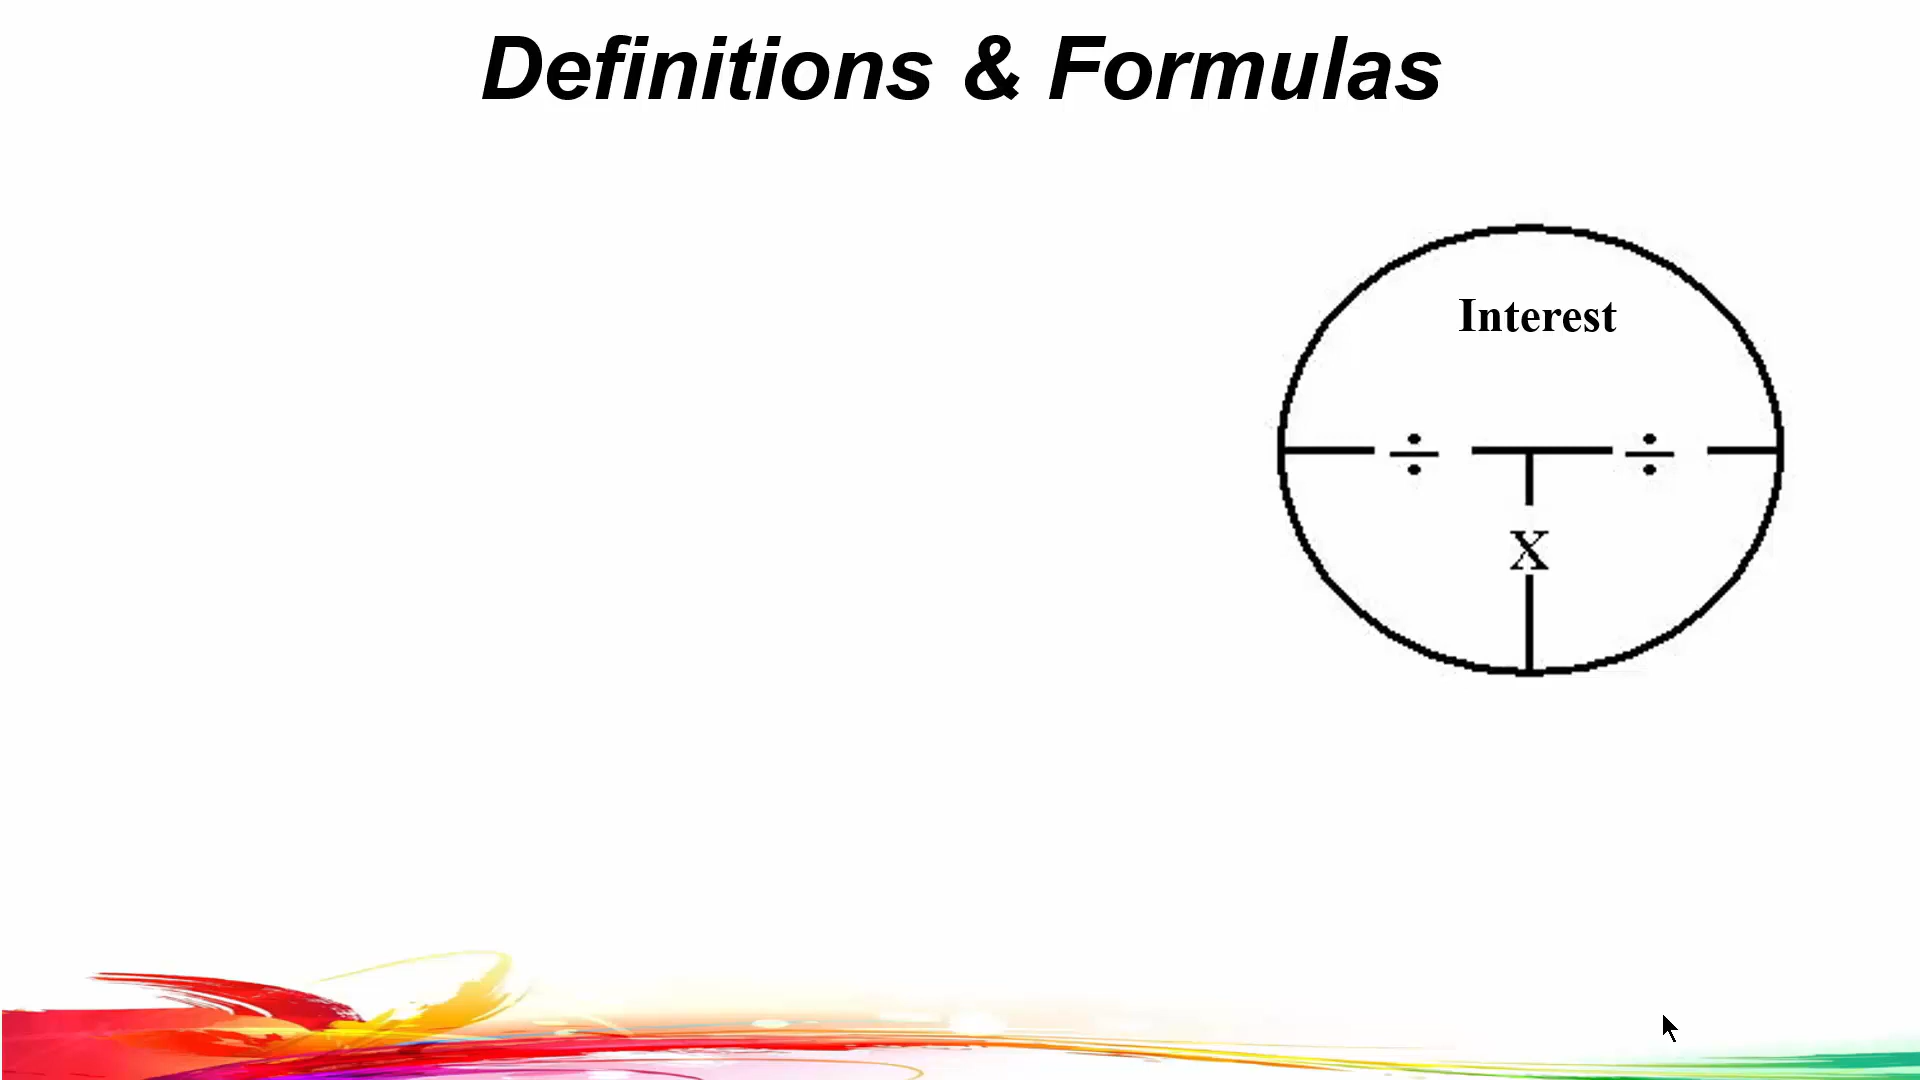 Definitions & Formulas
Interest
÷ ÷
X